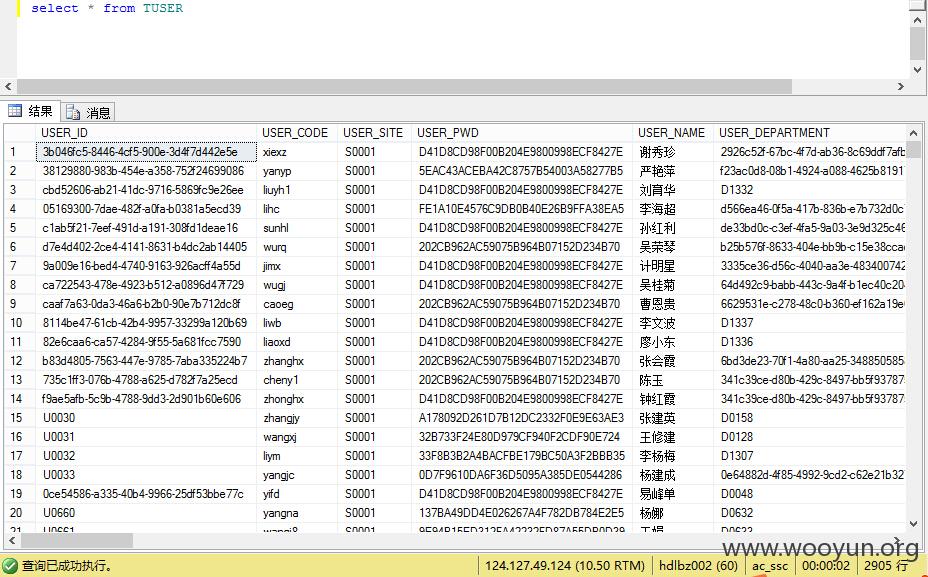 select * from TUSER
结果 消息
USER_ID USER_CODE USER_SITE USER_PWD USER_NAME USER_DEPARTMENT
1 3b046fc5-8446-4cf5-900e-3d4f7d442e5e xiexz S0001 D41D8CD98F00B204E9800998ECF8427E 谢秀珍 2926c52f-67bc-4f7d-ab36-8c69ddf7afb
2 38129880-983b-454e-a358-752f24699086 yanyp S0001 5EAC43ACEBA42C8757B54003A58277B5 严艳萍 f23ac0d8-08b1-4924-a088-4625b8191
3 cbd52606-ab21-41dc-9716-5869fc9e26ee liuyh1 S0001 D41D8CD98F00B204E9800998ECF8427E 刘育华 D1332
4 05169300-7dae-482f-a0fa-b0381a5ecd39 lihc S0001 FE1A10E4576C9DB0B40E26B9FFA38EA5 李海超 d566ea46-0f5a-417b-836b-e7b732d0c
5 c1ab5f21-7eef-491d-a191-308fd1deae16 sunhl S0001 D41D8CD98F00B204E9800998ECF8427E 孙红利 de33bd0c-c3ef-4fa5-9a03-3e9d325c46
6 d7e4d402-2ce4-4141-8631-b4dc2ab14405 wurq S0001 202CB962AC59075B964B07152D234B70 吴荣琴 b25b576f-8633-404e-bb9b-c15e38cca
7 9a009e16-bed4-4740-9163-926acff4a55d jimx S0001 D41D8CD98F00B204E9800998ECF8427E 计明星 3335ce36-d56c-4040-aa3e-483400742
8 ca722543-478e-4923-b512-a0896d47f729 wugj S0001 D41D8CD98F00B204E9800998ECF8427E 吴桂菊 64d492c9-babb-443c-9a4f-b1ec40c20
9 caaf7a63-0da3-46a6-b2b0-90e7b712dc8f caoeg S0001 202CB962AC59075B964B07152D234B70 曹恩贵 6629531e-c278-48c0-b360-ef162a19e
10 8114be47-61cb-42b4-9957-33299a120b69 liwb S0001 D41D8CD98F00B204E9800998ECF8427E 李文波 D1337
11 82e6caa6-ca57-4284-9f55-5a681fcc7590 liaoxd S0001 D41D8CD98F00B204E9800998ECF8427E 廖小东 D1336
12 b83d4805-7563-447e-9785-7aba335224b7 zhanghx S0001 202CB962AC59075B964B07152D234B70 张会霞 6bd3de23-70f1-4a80-aa25-348850585
13 735c1ff3-076b-4788-a625-d782f7a25ecd cheny1 S0001 202CB962AC59075B964B07152D234B70 陈玉 341c39ce-d80b-429c-8497-bb5f93787
14 f9ae5afb-5c9b-4788-9dd3-2d901b60e606 zhonghx S0001 D41D8CD98F00B204E9800998ECF8427E 钟红霞 341c39ce-d80b-429c-8497-bb5f93787
15 U0030 zhangjy S0001 A178092D261D7B12DC2332F0E9E63AE3 张建英 D0158
16 U0031 wangxj S0001 32B733F24E80D979CF940F2CDF90E724 王修建 D0128
17 U0032 liym S0001 33F8B3B2A4BACFBE179BC50A3F2BBB35 李杨梅 D1307
18 U0033 yangjc S0001 0D7F9610DA6F36D5095A385DE0544286 杨建成 0e64882d-4f85-4992-9cd2-c62e21b32
19 0ce54586-a335-40b4-9966-25df53bbe77c yifd S0001 D41D8CD98F00B204E9800998ECF8427E 易峰单 D0048
20 U0660 yangna S0001 137BA49DD4E026267A4F782DB784E2E5 杨娜 D0632
21 U0661 S0001 D0633
www.wooyun.org
查询已成功执行。 124.127.49.124 (10.50 RTM) hdlbz002 (60) ac_ssc 00:00:02 2905 行